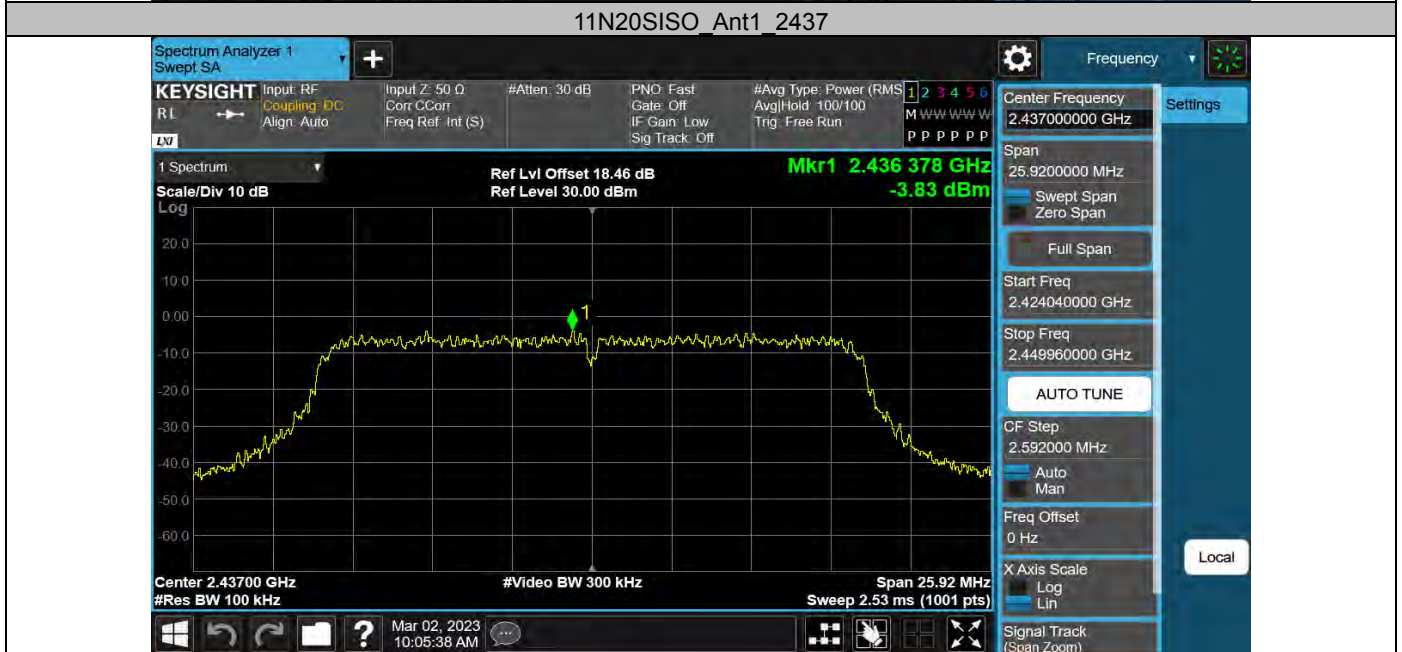 11N20SISO_Ant1_2437
Spectrum Analyzer 1
Swept SA
Frequency
KEYSIGHT
RL
LXI
Input: RF
Coupling: DC
Align: Auto
Input Z: 50 Ω
Corr CCorr
Freq Ref: Int (S)
#Atten: 30 dB
PNO: Fast
Gate: Off
IF Gain: Low
Sig Track: Off
#Avg Type: Power (RMS
Avg|Hold: 100/100
Trig: Free Run
1 2 3 4 5 6
M W W W W W
P P P P P P
1 Spectrum
Scale/Div 10 dB
Log
Ref Lvl Offset 18.46 dB
Ref Level 30.00 dBm
Mkr1 2.436 378 GHz
-3.83 dBm
20.0
10.0
0.00
-10.0
-20.0
-30.0
-40.0
-50.0
-60.0
1
Center 2.43700 GHz
#Res BW 100 kHz
#Video BW 300 kHz
Span 25.92 MHz
Sweep 2.53 ms (1001 pts)
Mar 02, 2023
10:05:38 AM
Center Frequency
2.437000000 GHz
Span
25.9200000 MHz
Swept Span
Zero Span
Full Span
Start Freq
2.424040000 GHz
Stop Freq
2.449960000 GHz
AUTO TUNE
CF Step
2.592000 MHz
Auto
Man
Freq Offset
0 Hz
X Axis Scale
Log
Lin
Signal Track
(Span Zoom)
Settings
Local